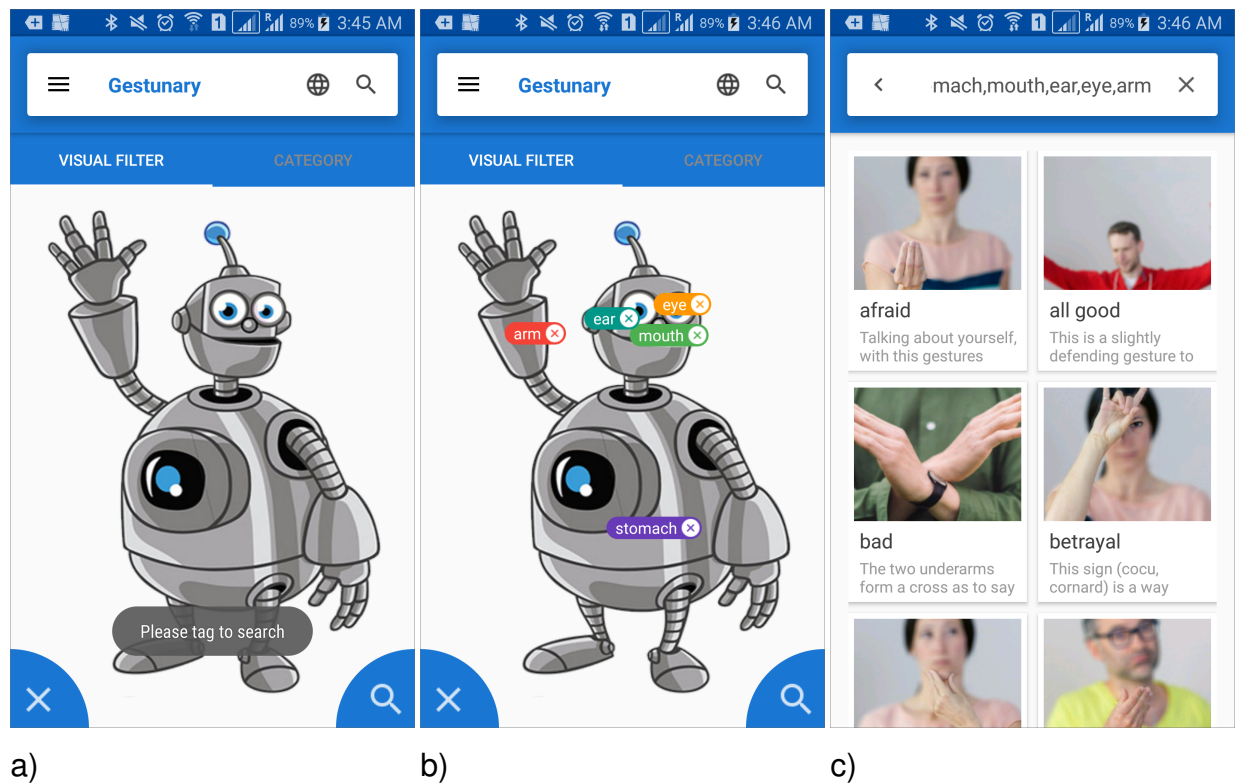 89% 3:45 AM
Gestunary
VISUAL FILTER CATEGORY
Please tag to search
a)
89% 3:46 AM
Gestunary
VISUAL FILTER CATEGORY
eye
ear
arm
mouth
stomach
b)
89% 3:46 AM
mach,mouth,ear,eye,arm
afraid
Talking about yourself,
with this gestures
all good
This is a slightly
defending gesture to
bad
The two underarms
form a cross as to say
betrayal
This sign (cocu,
cornard) is a way
c)